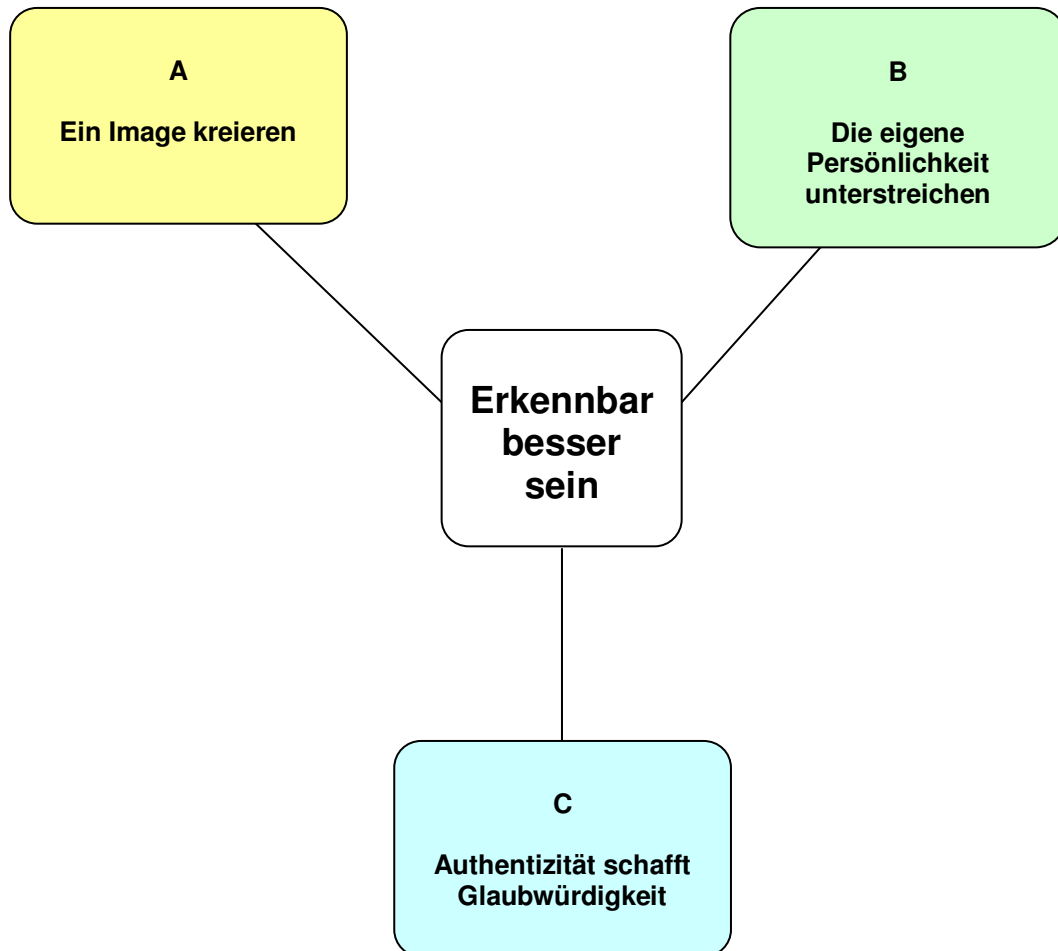 A
Ein Image kreieren
B
Die eigene
Persönlichkeit
unterstreichen
Erkennbar
besser
sein
C
Authentizität schafft
Glaubwürdigkeit